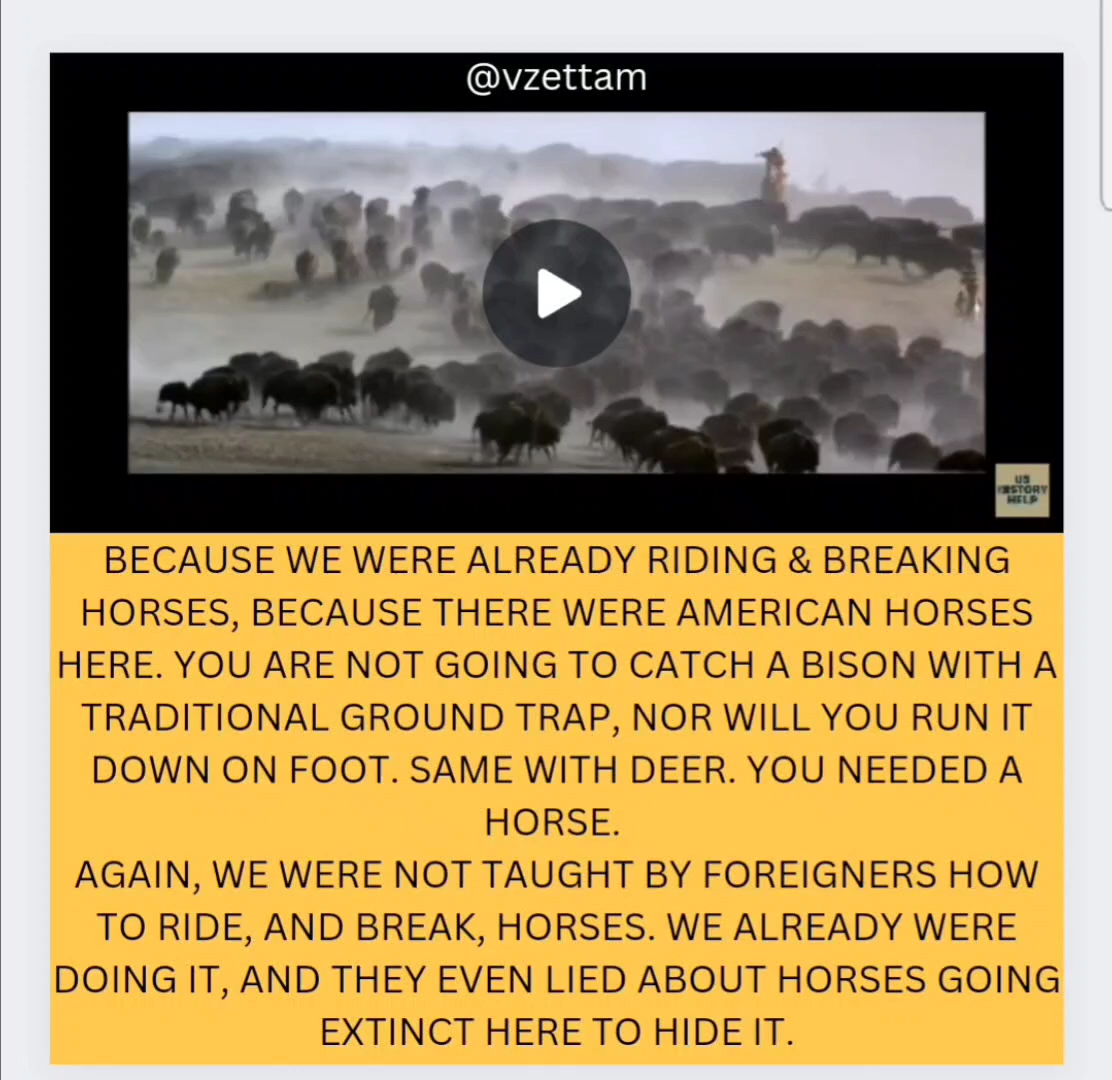 @vzettam
US
HISTORY
HELP
BECAUSE WE WERE ALREADY RIDING & BREAKING
HORSES, BECAUSE THERE WERE AMERICAN HORSES
HERE. YOU ARE NOT GOING TO CATCH A BISON WITH A
TRADITIONAL GROUND TRAP, NOR WILL YOU RUN IT
DOWN ON FOOT. SAME WITH DEER. YOU NEEDED A
HORSE.
AGAIN, WE WERE NOT TAUGHT BY FOREIGNERS HOW
TO RIDE, AND BREAK, HORSES. WE ALREADY WERE
DOING IT, AND THEY EVEN LIED ABOUT HORSES GOING
EXTINCT HERE TO HIDE IT.